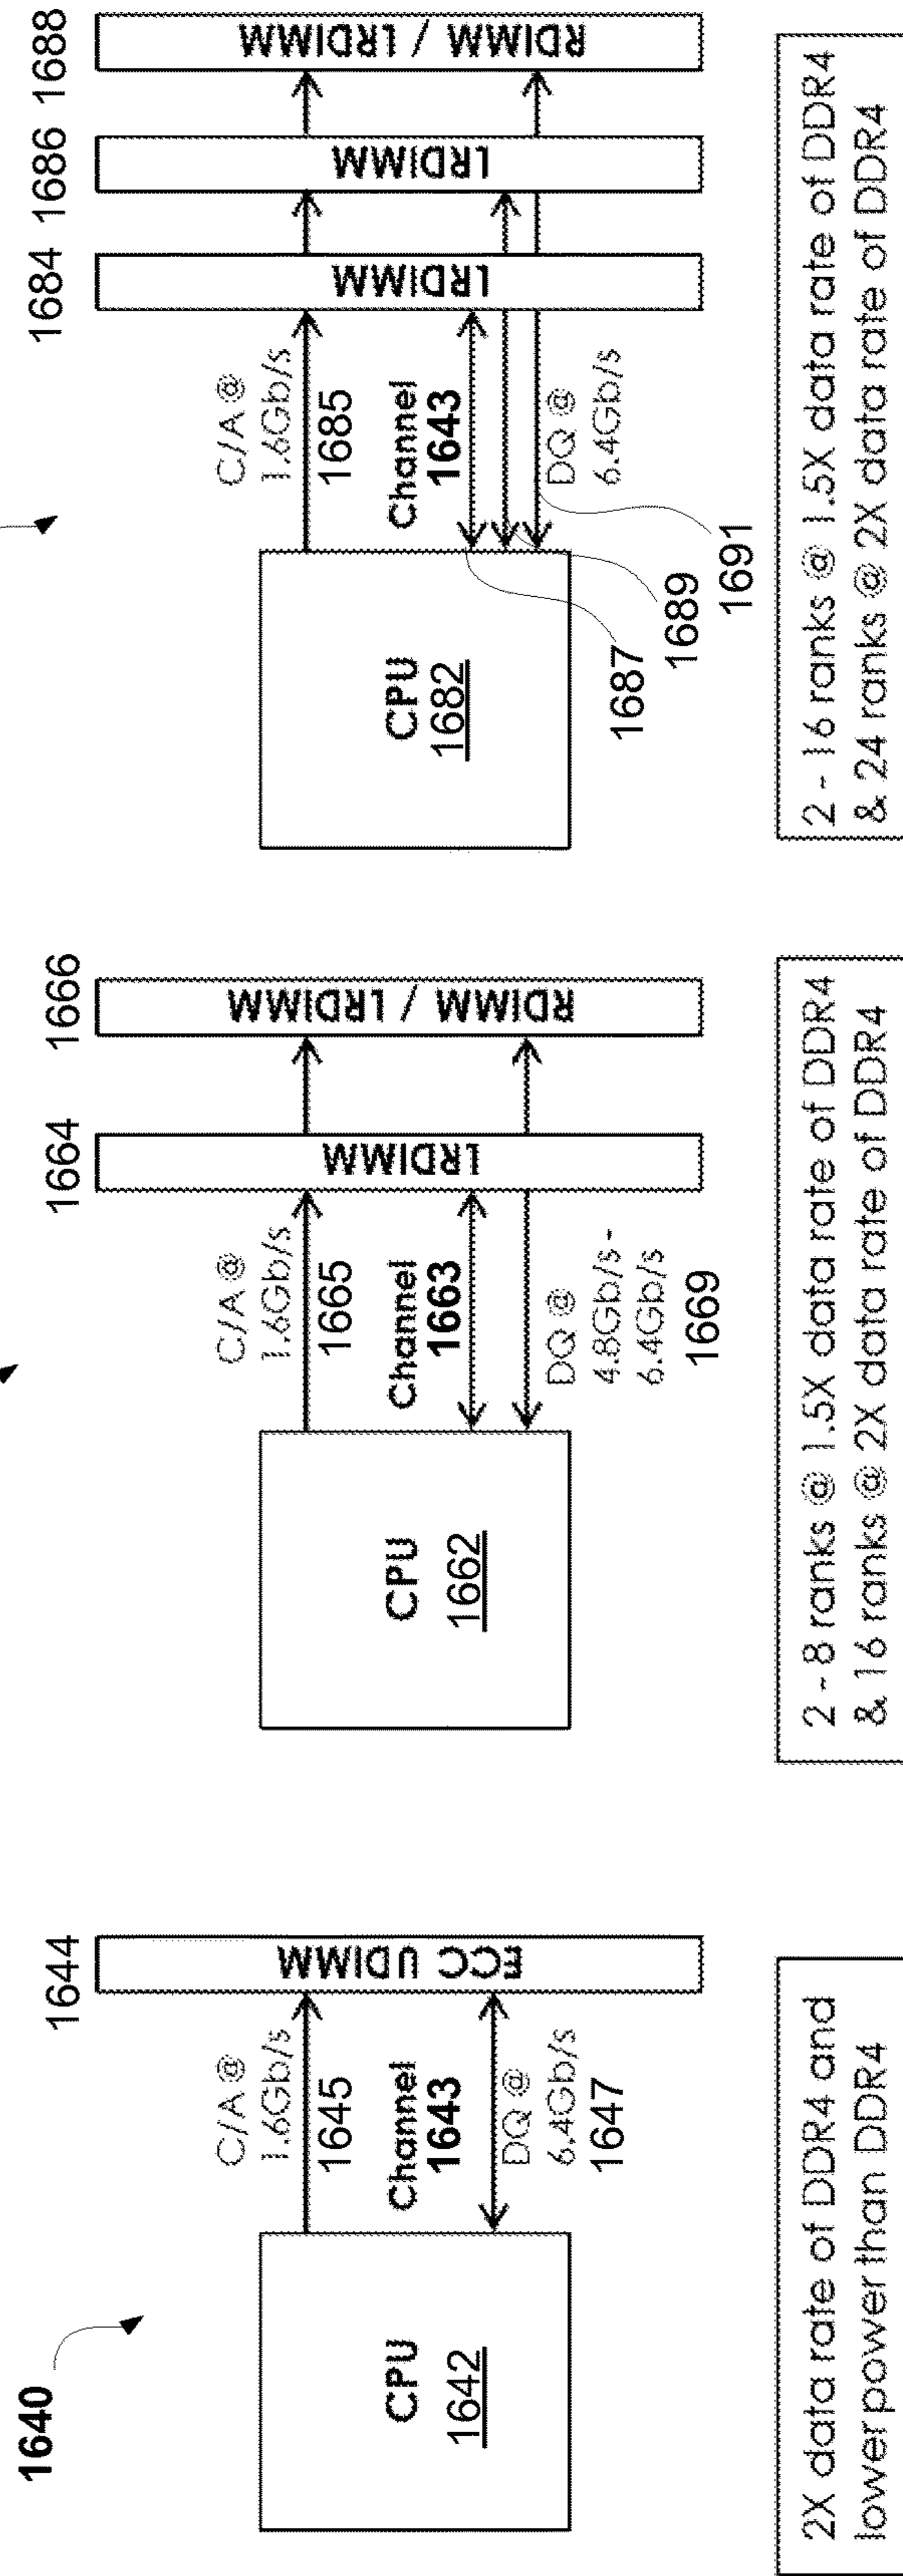 1640
CPU
1642
C/A @
1.6Gb/s
1645
Channel
1643
DQ @
6.4Gb/s
1647
1644
ECC UDIMM
2X data rate of DDR4 and
lower power than DDR4
CPU
1662
C/A @
1.6Gb/s
1665
Channel
1663
DQ @
4.8Gb/s -
6.4Gb/s
1669
1664
LRDIMM
1666
RDIMM / LRDIMM
2 - 8 ranks @ 1.5X data rate of DDR4
& 16 ranks @ 2X data rate of DDR4
CPU
1682
C/A @
1.6Gb/s
1685
Channel
1643
DQ @
6.4Gb/s
1687
1689
1691
1684
LRDIMM
1686
LRDIMM
1688
RDIMM / LRDIMM
2 - 16 ranks @ 1.5X data rate of DDR4
& 24 ranks @ 2X data rate of DDR4